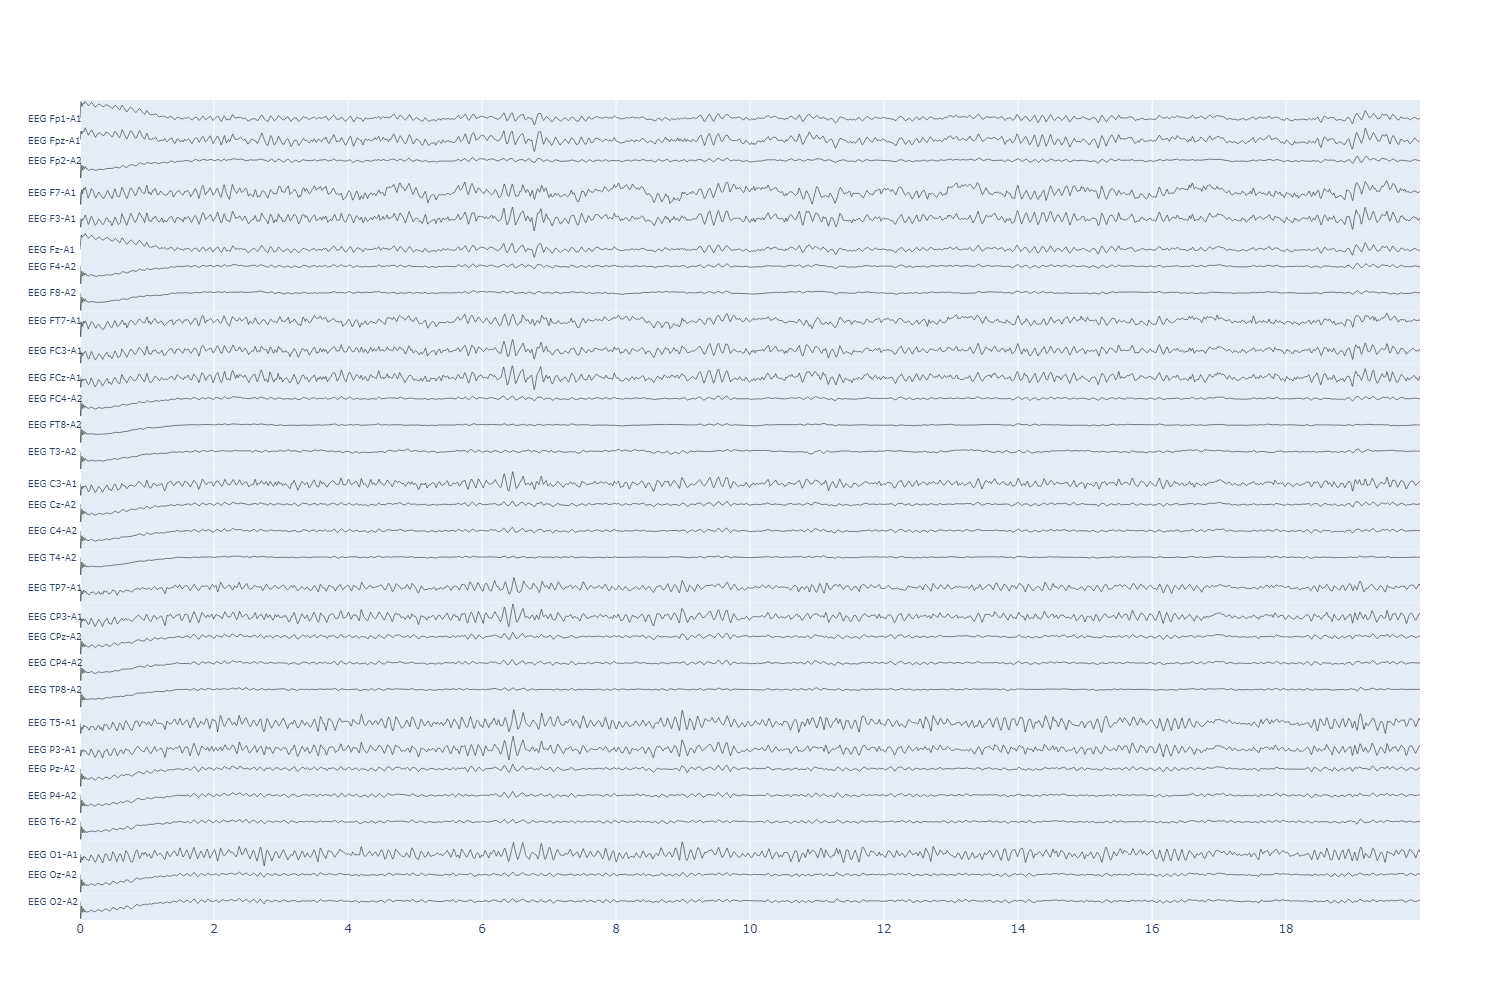 EEG Fp1-A1
EEG Fpz-A1
EEG Fp2-A2
EEG F7-A1
EEG F3-A1
EEG Fz-A1
EEG F4-A2
EEG F8-A2
EEG FT7-A1
EEG FC3-A1
EEG FCz-A1
EEG FC4-A2
EEG FT8-A2
EEG T3-A2
EEG C3-A1
EEG Cz-A2
EEG C4-A2
EEG T4-A2
EEG TP7-A1
EEG CP3-A1
EEG CPz-A2
EEG CP4-A2
EEG TP8-A2
EEG T5-A1
EEG P3-A1
EEG Pz-A2
EEG P4-A2
EEG T6-A2
EEG O1-A1
EEG Oz-A2
EEG O2-A2
0 2 4 6 8 10 12 14 16 18